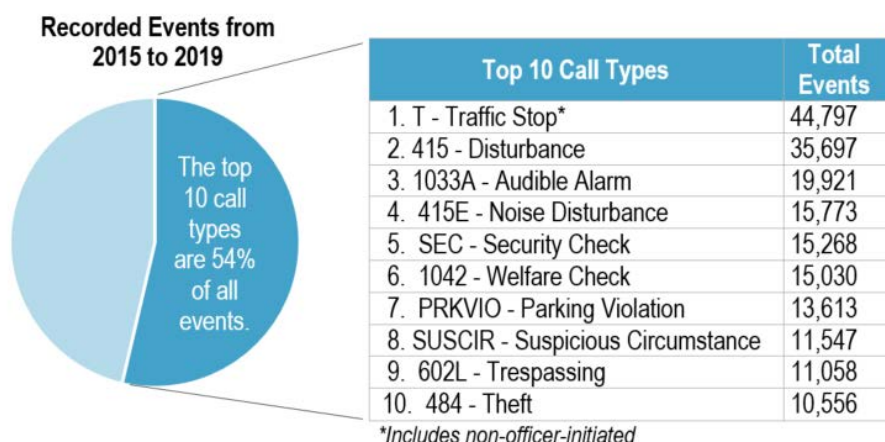 Recorded Events from
2015 to 2019
The top
10 call
types
are 54%
of all
events.
Top 10 Call Types Total Events
1. T - Traffic Stop* 44,797
2. 415 - Disturbance 35,697
3. 1033A - Audible Alarm 19,921
4. 415E - Noise Disturbance 15,773
5. SEC - Security Check 15,268
6. 1042 - Welfare Check 15,030
7. PRKVIO - Parking Violation 13,613
8. SUSCIR - Suspicious Circumstance 11,547
9. 602L - Trespassing 11,058
10. 484 - Theft 10,556
*Includes non-officer-initiated